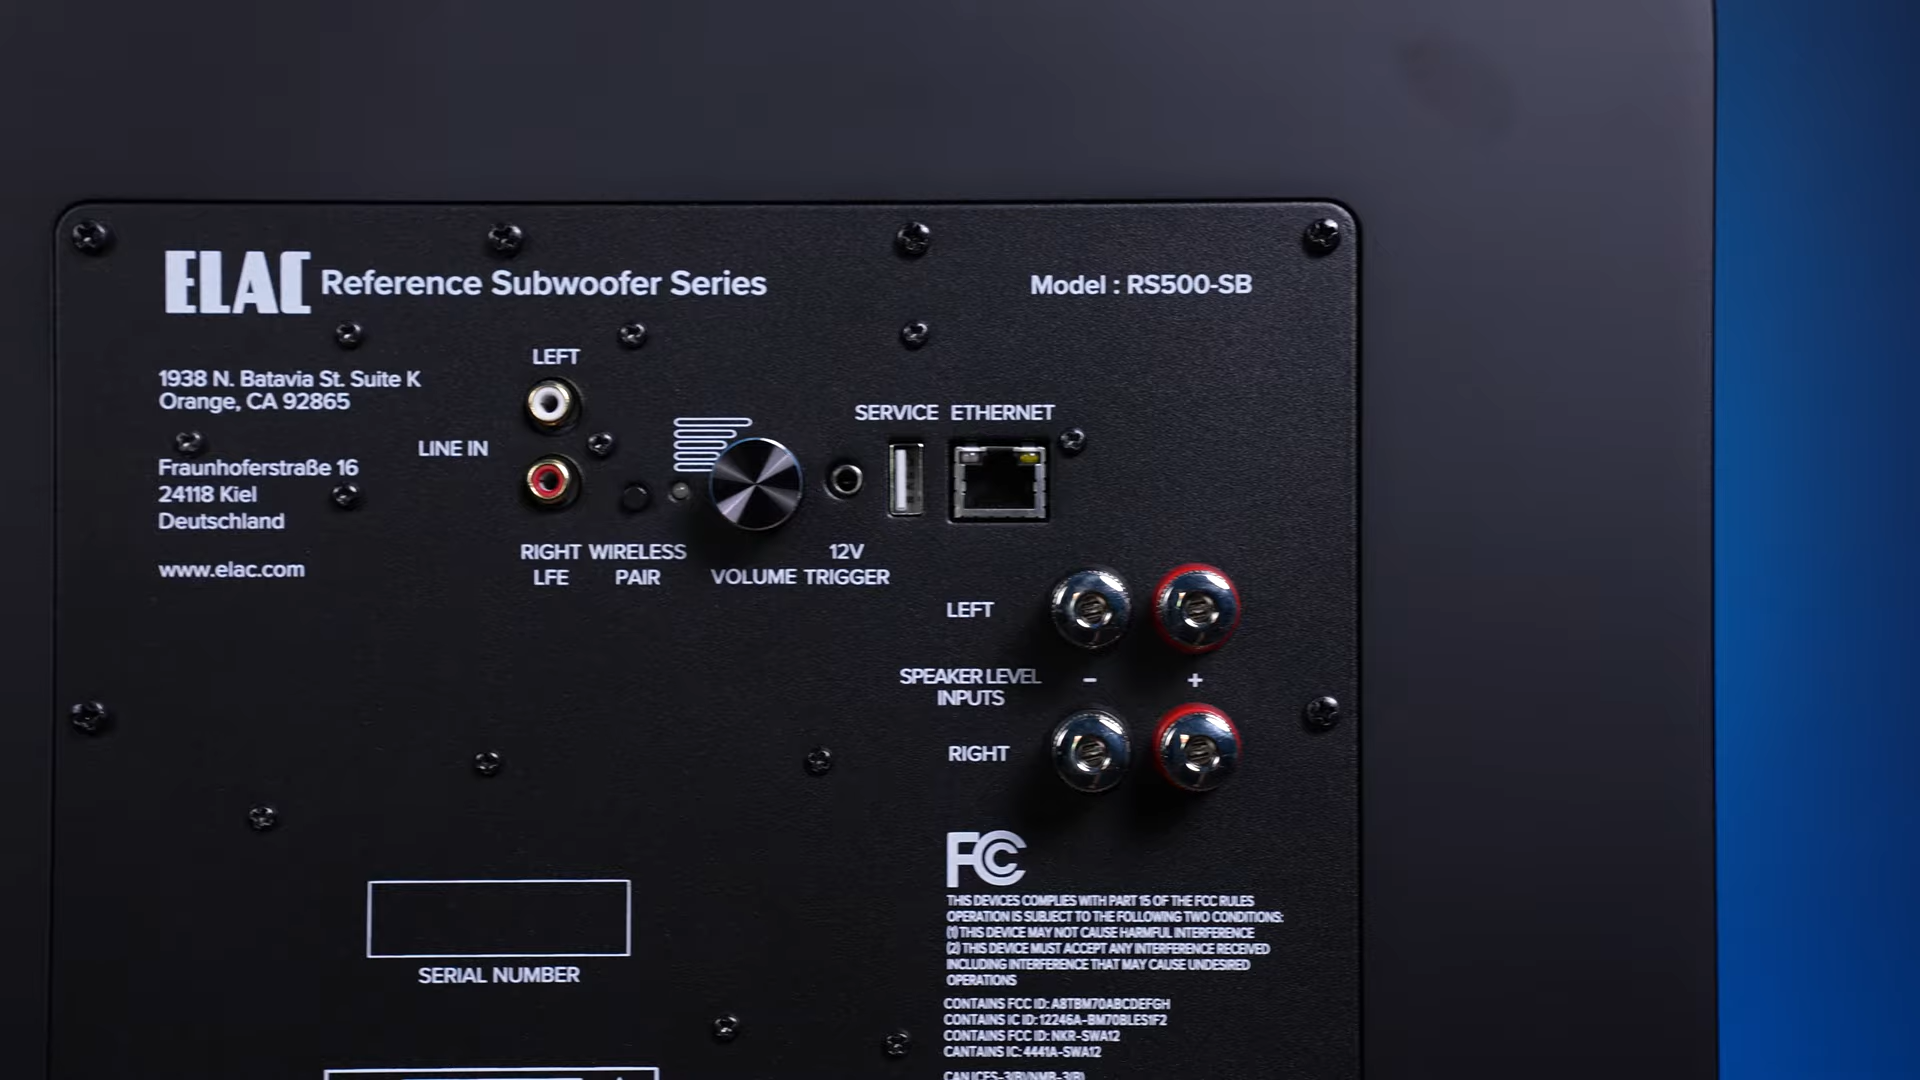 ELAC Reference Subwoofer Series
Model : RS500-SB
1938 N. Batavia St. Suite K
Orange, CA 92865
Fraunhoferstraße 16
24118 Kiel
Deutschland
www.elac.com
LEFT
LINE IN
RIGHT
LFE
WIRELESS
PAIR
VOLUME
12V
TRIGGER
SERVICE
ETHERNET
LEFT
SPEAKER LEVEL
INPUTS
- +
RIGHT
SERIAL NUMBER
FC
THIS DEVICES COMPLIES WITH PART 15 OF THE FCC RULES
OPERATION IS SUBJECT TO THE FOLLOWING TWO CONDITIONS:
(1) THIS DEVICE MAY NOT CAUSE HARMFUL INTERFERENCE
(2) THIS DEVICE MUST ACCEPT ANY INTERFERENCE RECEIVED
INCLUDING INTERFERENCE THAT MAY CAUSE UNDESIRED
OPERATIONS
CONTAINS FCC ID: A8TBM70ABCDEFGH
CONTAINS IC ID: 12246A-BM70BLES1F2
CONTAINS FCC ID: NKR-SWA12
CANTAINS IC: 4441A-SWA12
CAN ICES-3(B)/NMB-3(B)